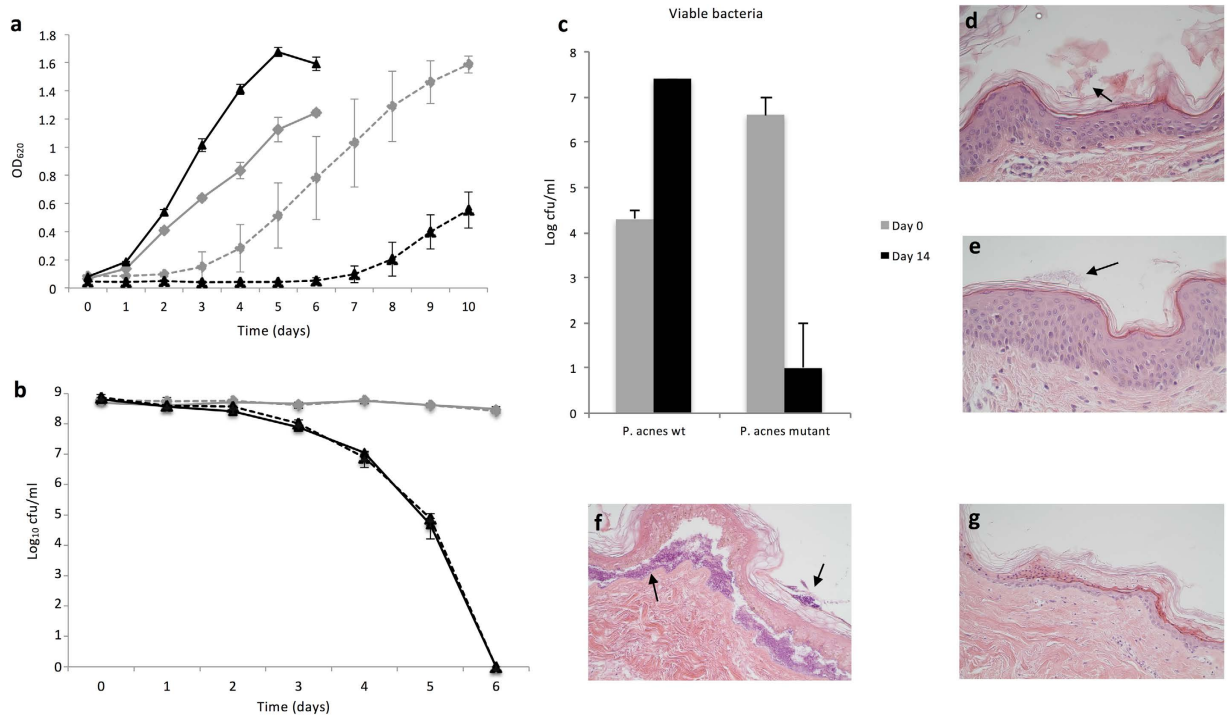 a
1.8
1.6
1.4
1.2
1
0.8
0.6
0.4
0.2
0
OD620
0 1 2 3 4 5 6 7 8 9 10
Time (days)
b
9
8
7
6
5
4
3
2
1
0
Log10 cfu/ml
0 1 2 3 4 5 6
Time (days)
c
Viable bacteria
8
7
6
5
4
3
2
1
0
Log cfu/ml
P. acnes wt P. acnes mutant
Day 0
Day 14
d
e
f
g